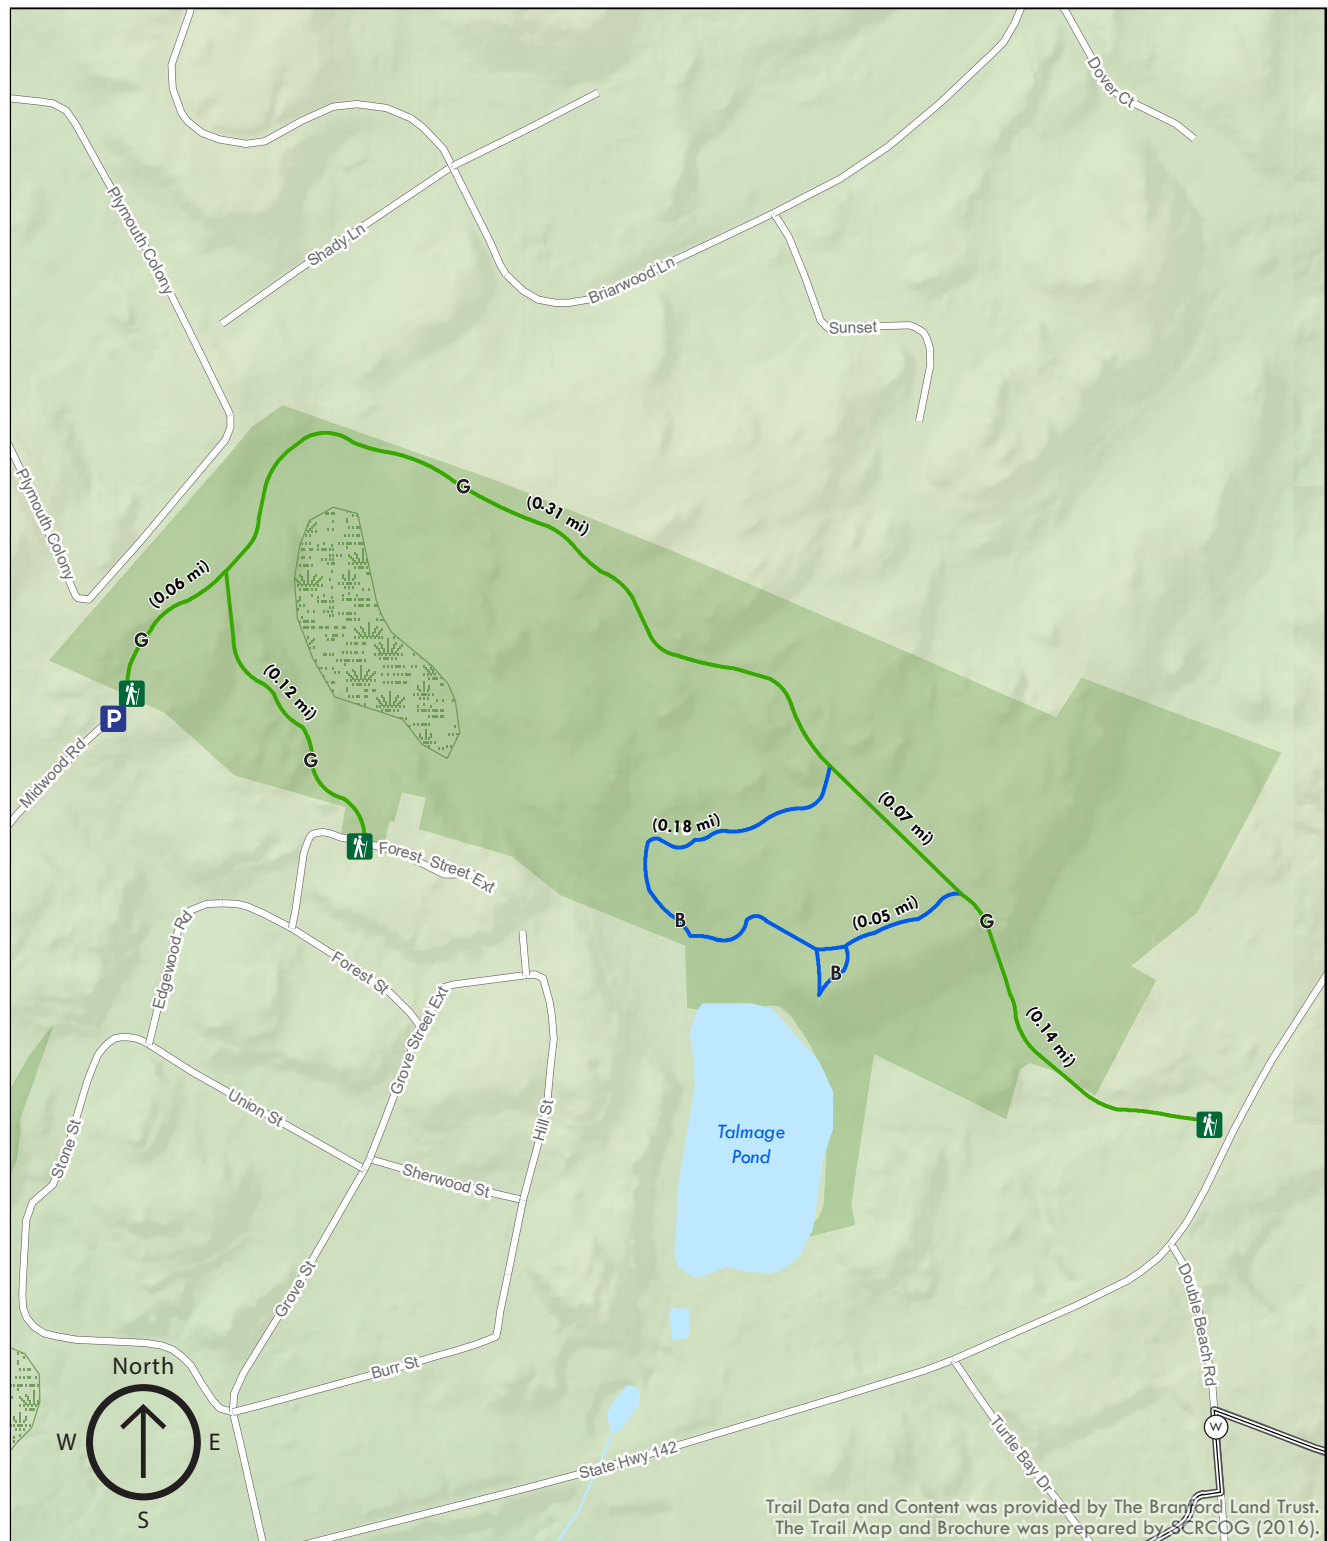 Dover Ct
Plymouth Colony
Shady Ln
Briarwood Ln
Sunset
Plymouth Colony
G
(0.31 mi)
(0.06 mi)
G
(0.12 mi)
P
G
Midwood Rd
(0.07 mi)
(0.18 mi)
Forest Street Ext
B
(0.05 mi)
G
Edgewood Rd
Forest St
B
Grove Street Ext
(0.14 mi)
Union St
Hill St
Stone St
Talmage
Pond
Sherwood St
Grove St
Double Beach Rd
Burr St
North
W
E
S
W
Turtle Bay Dr
State Hwy 142
Trail Data and Content was provided by The Branford Land Trust.
The Trail Map and Brochure was prepared by SCRCOG (2016).